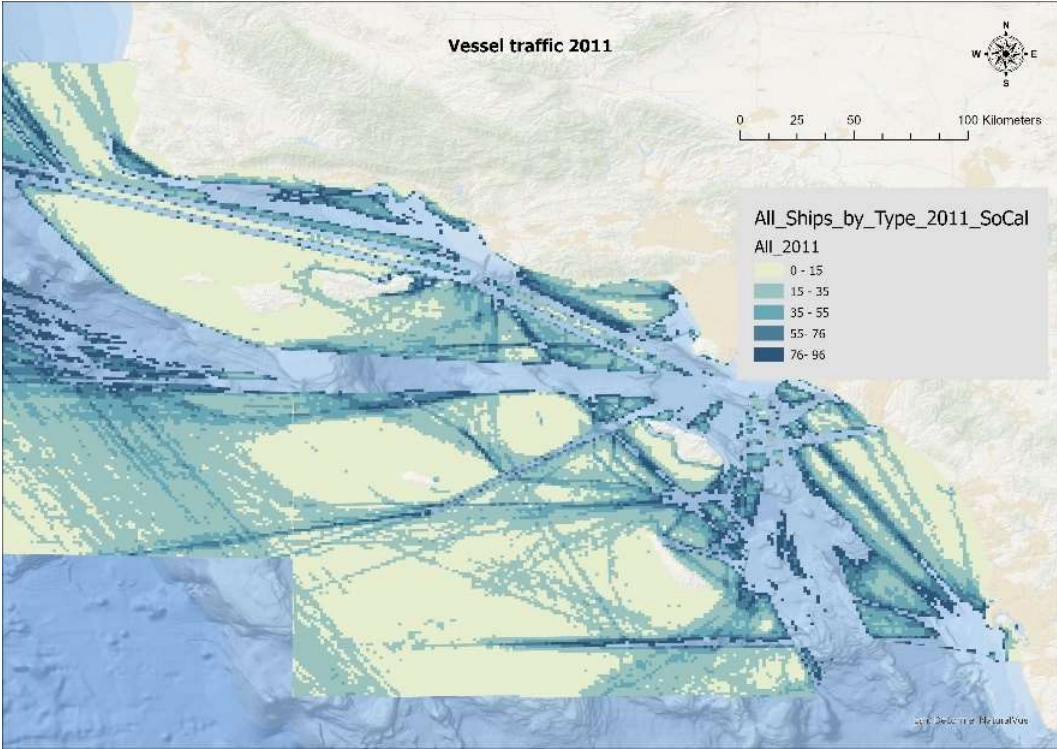 Vessel traffic 2011
N
W E
S
0 25 50 100 Kilometers
All_Ships_by_Type_2011_SoCal
All_2011
0 - 15
15 - 35
35 - 55
55- 76
76- 96
NaturalVue